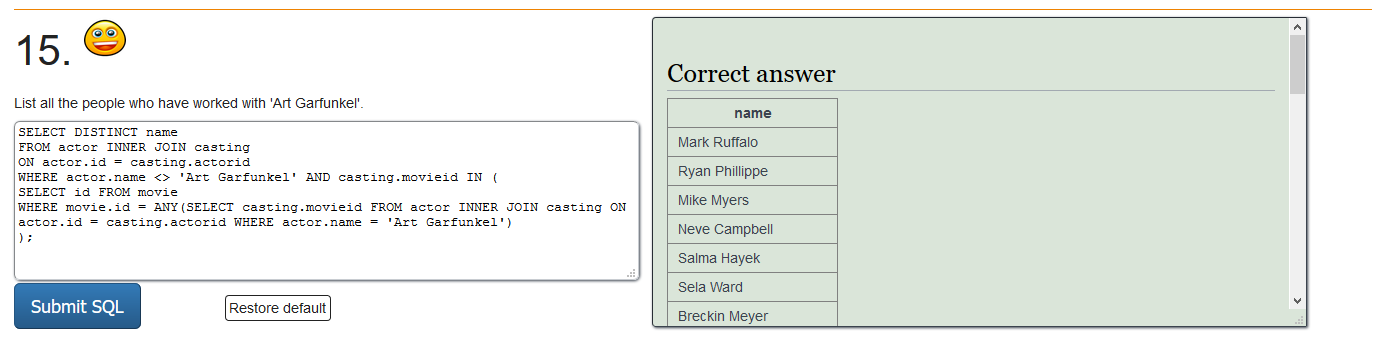 15.
List all the people who have worked with 'Art Garfunkel'.
SELECT DISTINCT name
FROM actor INNER JOIN casting
ON actor.id = casting.actorid
WHERE actor.name <> 'Art Garfunkel' AND casting.movieid IN (
SELECT id FROM movie
WHERE movie.id = ANY(SELECT casting.movieid FROM actor INNER JOIN casting ON
actor.id = casting.actorid WHERE actor.name = 'Art Garfunkel')
);
Submit SQL
Restore default
Correct answer
name
Mark Ruffalo
Ryan Phillippe
Mike Myers
Neve Campbell
Salma Hayek
Sela Ward
Breckin Meyer